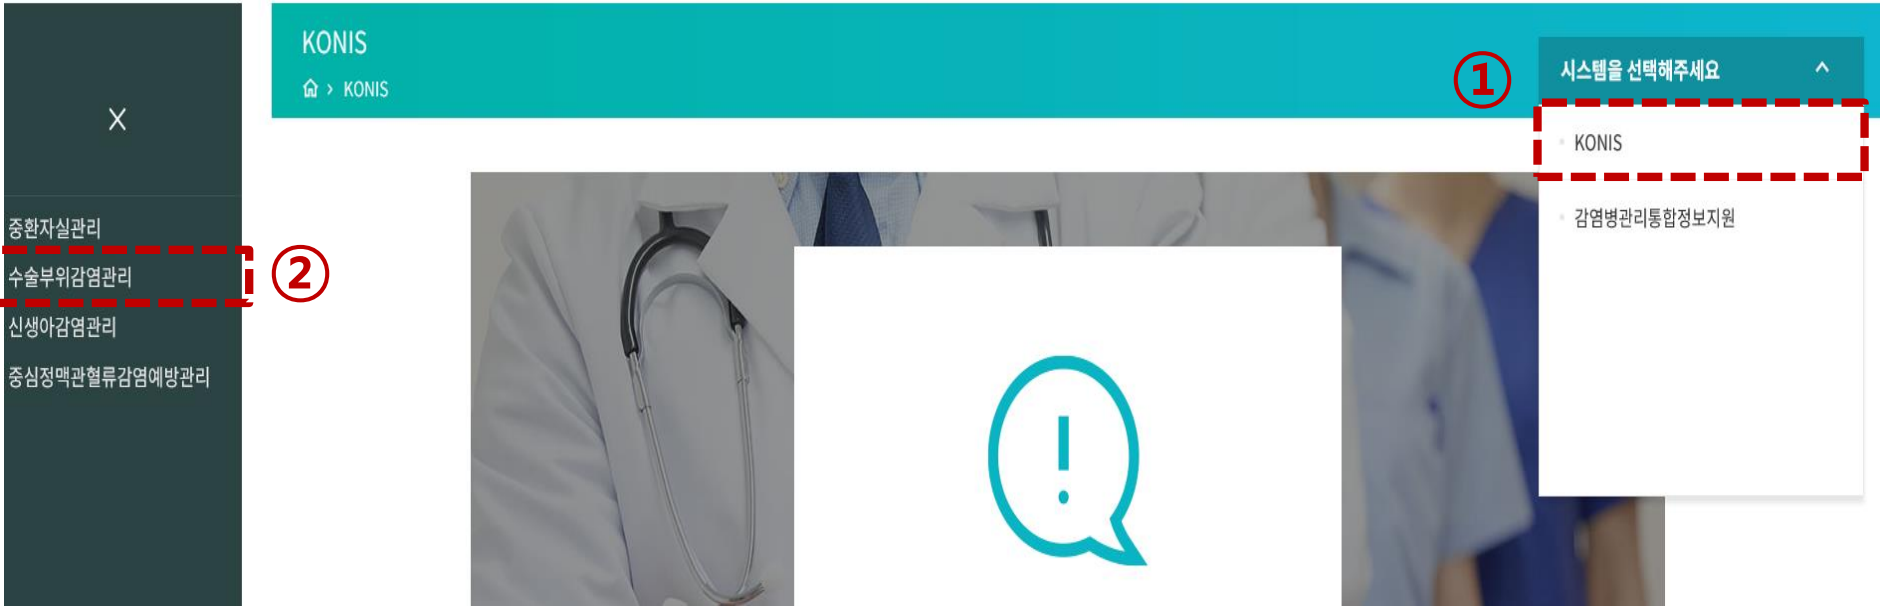 KONIS
> KONIS
①
시스템을 선택해주세요
KONIS
감염병관리통합정보지원
X
중환자실관리
수술부위감염관리
②
신생아감염관리
중심정맥관혈류감염예방관리
!